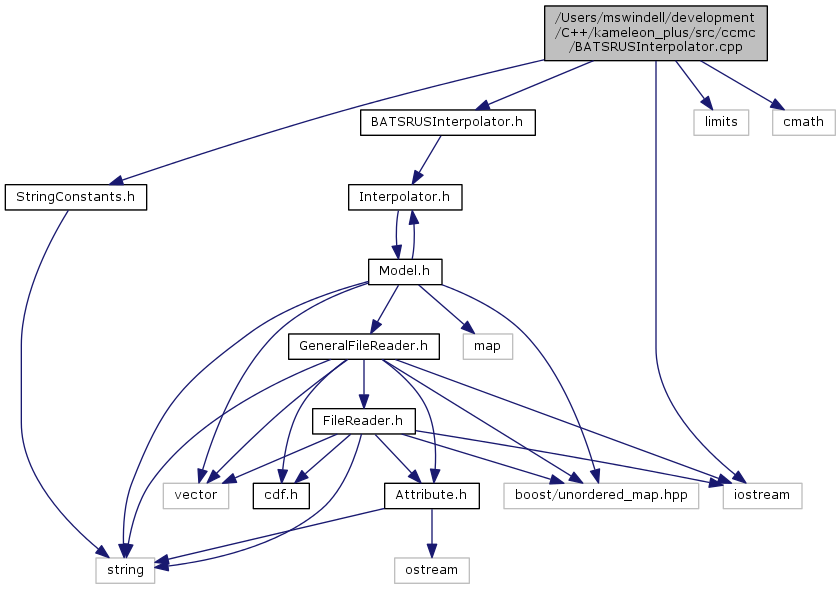 /Users/mswindell/development
/C++/kameleon_plus/src/ccmc
/BATSRUSInterpolator.cpp
BATSRUSInterpolator.h
limits
cmath
StringConstants.h
Interpolator.h
Model.h
GeneralFileReader.h
map
FileReader.h
vector
cdf.h
Attribute.h
boost/unordered_map.hpp
iostream
string
ostream